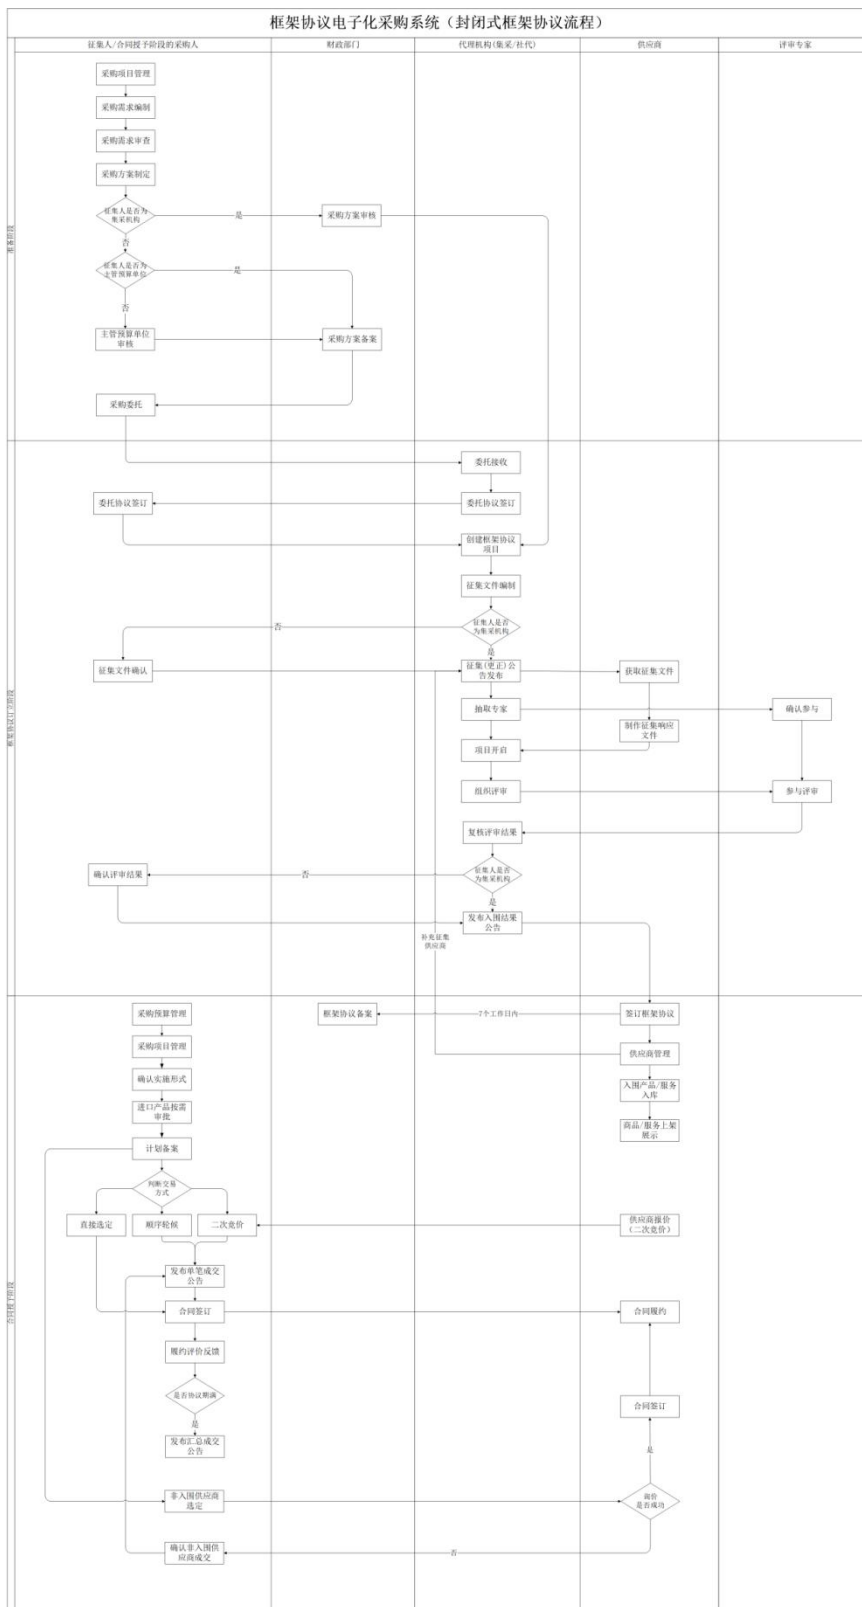 框架协议电子化采购系统（封闭式框架协议流程）
征集人/合同授予阶段的采购人
财政部门
代理机构(集采/社代)
供应商
评审专家
准备阶段
采购项目管理
采购需求编制
采购需求审查
采购方案制定
征集人是否为
集采机构
是
采购方案审核
否
征集人是否为
主管预算单位
是
否
主管预算单位
审核
采购方案备案
采购委托
框架协议订立阶段
委托接收
委托协议签订
委托协议签订
创建框架协议
项目
征集文件编制
征集人是否
为集采机构
否
是
征集文件确认
征集(更正)公
告发布
获取征集文件
抽取专家
确认参与
制作征集响应
文件
项目开启
组织评审
参与评审
复核评审结果
征集人是否
为集采机构
否
确认评审结果
是
发布入围结果
公告
补充征集
供应商
合同授予阶段
采购预算管理
框架协议备案
7个工作日内
签订框架协议
采购项目管理
供应商管理
确认实施形式
入围产品/服务
入库
进口产品按需
审批
商品/服务上架
展示
计划备案
判断交易
方式
直接选定
顺序轮候
二次竞价
供应商报价
（二次竞价）
发布单笔成交
公告
合同签订
合同履约
履约评价反馈
是否协议期满
合同签订
是
发布汇总成交
公告
是
非入围供应商
选定
询价
是否成功
确认非入围供
应商成交
否